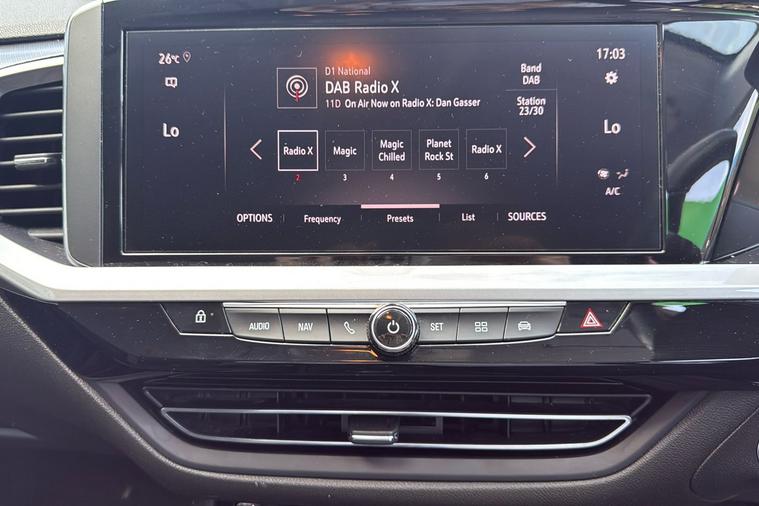 26°C
17:03
D1 National
DAB Radio X
11D On Air Now on Radio X: Dan Gasser
Band
DAB
Station
23/30
Lo
Lo
Radio X
Magic
Magic
Chilled
Planet
Rock St
Radio X
2
3
4
5
6
A/C
OPTIONS
Frequency
Presets
List
SOURCES
AUDIO
NAV
SET